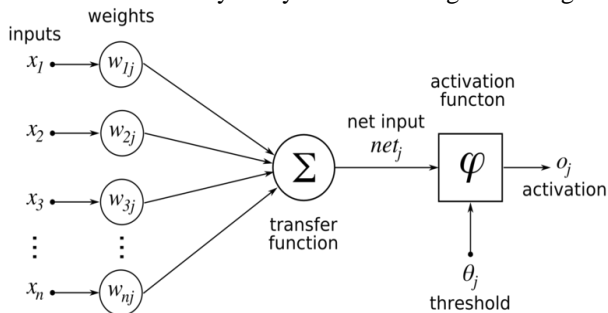 weights
inputs
x1
w1j
x2
w2j
x3
w3j
⋮ ⋮
xn
wnj
Σ
transfer
function
net input
netj
activation
functon
φ
oj
activation
θj
threshold